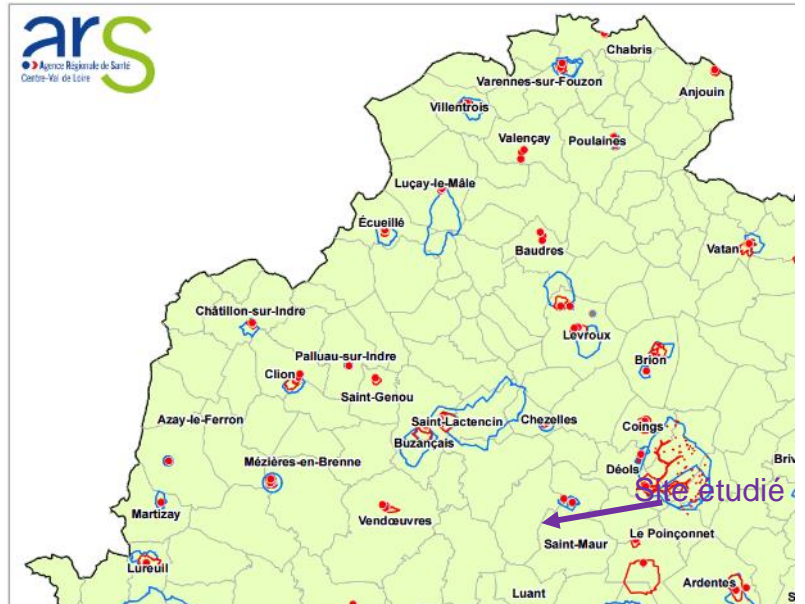 ars
Agence Régionale de Santé
Centre-Val de Loire
Chabris
Varennes-sur-Fouzon
Anjouin
Villentrois
Valençay
Poulaines
Luçay-le-Mâle
Écueillé
Baudres
Vatan
Châtillon-sur-Indre
Levroux
Palluau-sur-Indre
Brion
Clion
Saint-Genou
Azay-le-Ferron
Saint-Lactencin
Chezelles
Coings
Buzançais
Mézières-en-Brenne
Déols
Briv
Site étudié
Martizay
Vendœuvres
Saint-Maur
Le Poinçonnet
Lureuil
Ardentes
Luant
S